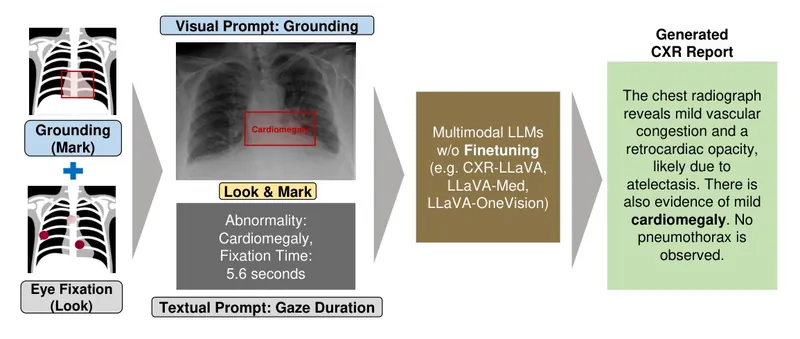 Grounding
(Mark)
Eye Fixation
(Look)
Visual Prompt: Grounding
Cardiomegaly
Look & Mark
Abnormality:
Cardiomegaly,
Fixation Time:
5.6 seconds
Textual Prompt: Gaze Duration
Multimodal LLMs
w/o Finetuning
(e.g. CXR-LLaVA,
LLaVA-Med,
LLaVA-OneVision)
Generated
CXR Report
The chest radiograph
reveals mild vascular
congestion and a
retrocardiac opacity,
likely due to
atelectasis. There is
also evidence of mild
cardiomegaly. No
pneumothorax is
observed.